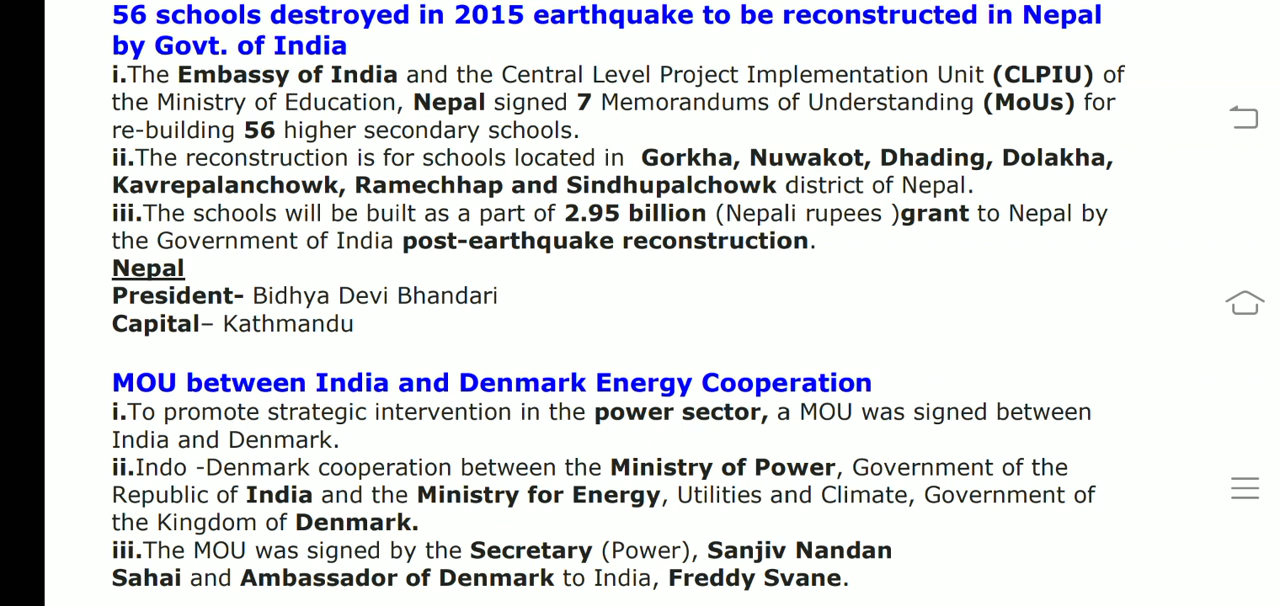 56 schools destroyed in 2015 earthquake to be reconstructed in Nepal
by Govt. of India
i.The Embassy of India and the Central Level Project Implementation Unit (CLPIU) of
the Ministry of Education, Nepal signed 7 Memorandums of Understanding (MoUs) for
re-building 56 higher secondary schools.
ii.The reconstruction is for schools located in  Gorkha, Nuwakot, Dhading, Dolakha,
Kavrepalanchowk, Ramechhap and Sindhupalchowk district of Nepal.
iii.The schools will be built as a part of 2.95 billion (Nepali rupees )grant to Nepal by
the Government of India post-earthquake reconstruction.
Nepal
President- Bidhya Devi Bhandari
Capital– Kathmandu
MOU between India and Denmark Energy Cooperation
i.To promote strategic intervention in the power sector, a MOU was signed between
India and Denmark.
ii.Indo -Denmark cooperation between the Ministry of Power, Government of the
Republic of India and the Ministry for Energy, Utilities and Climate, Government of
the Kingdom of Denmark.
iii.The MOU was signed by the Secretary (Power), Sanjiv Nandan
Sahai and Ambassador of Denmark to India, Freddy Svane.